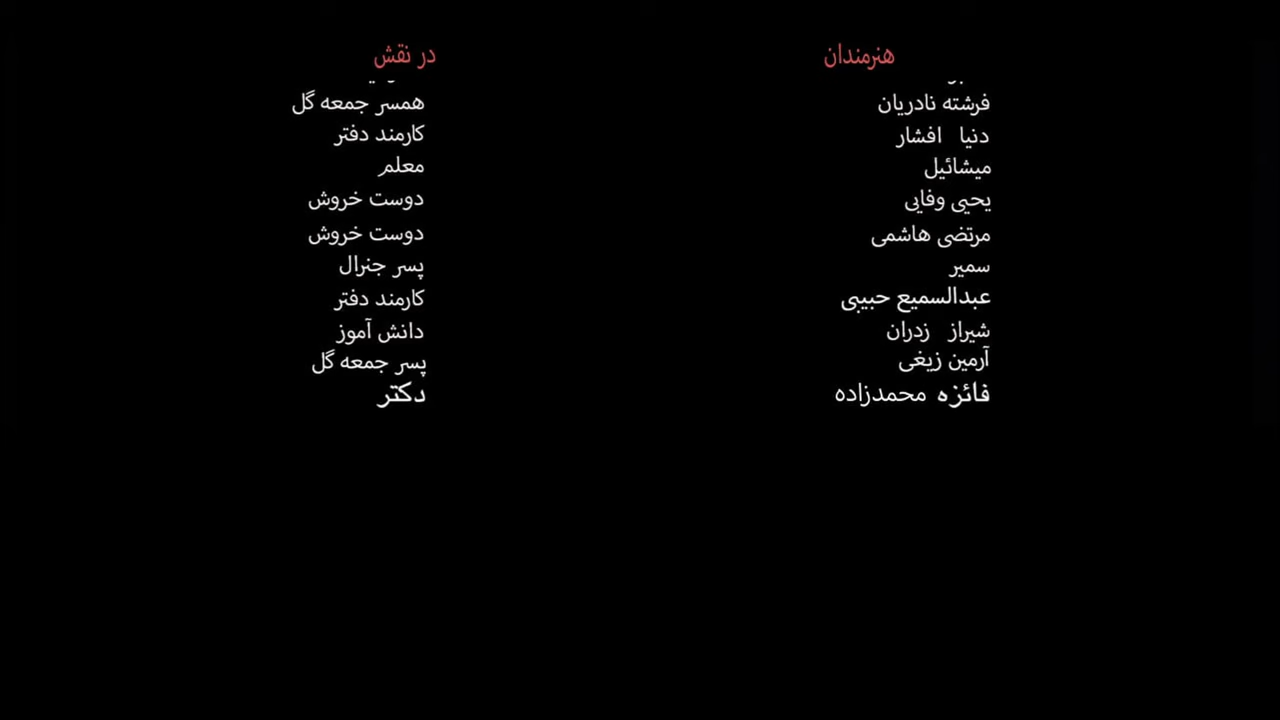 هنرمندان در نقش
فرشته نادریان همسر جمعه گل
دنیا افشار کارمند دفتر
میشائیل معلم
یحیی وفایی دوست خروش
مرتضی هاشمی دوست خروش
سمیر پسر جنرال
عبدالسمیع حبیبی کارمند دفتر
شیراز زدران دانش آموز
آرمین زیغی پسر جمعه گل
فائزه محمدزاده دکتر